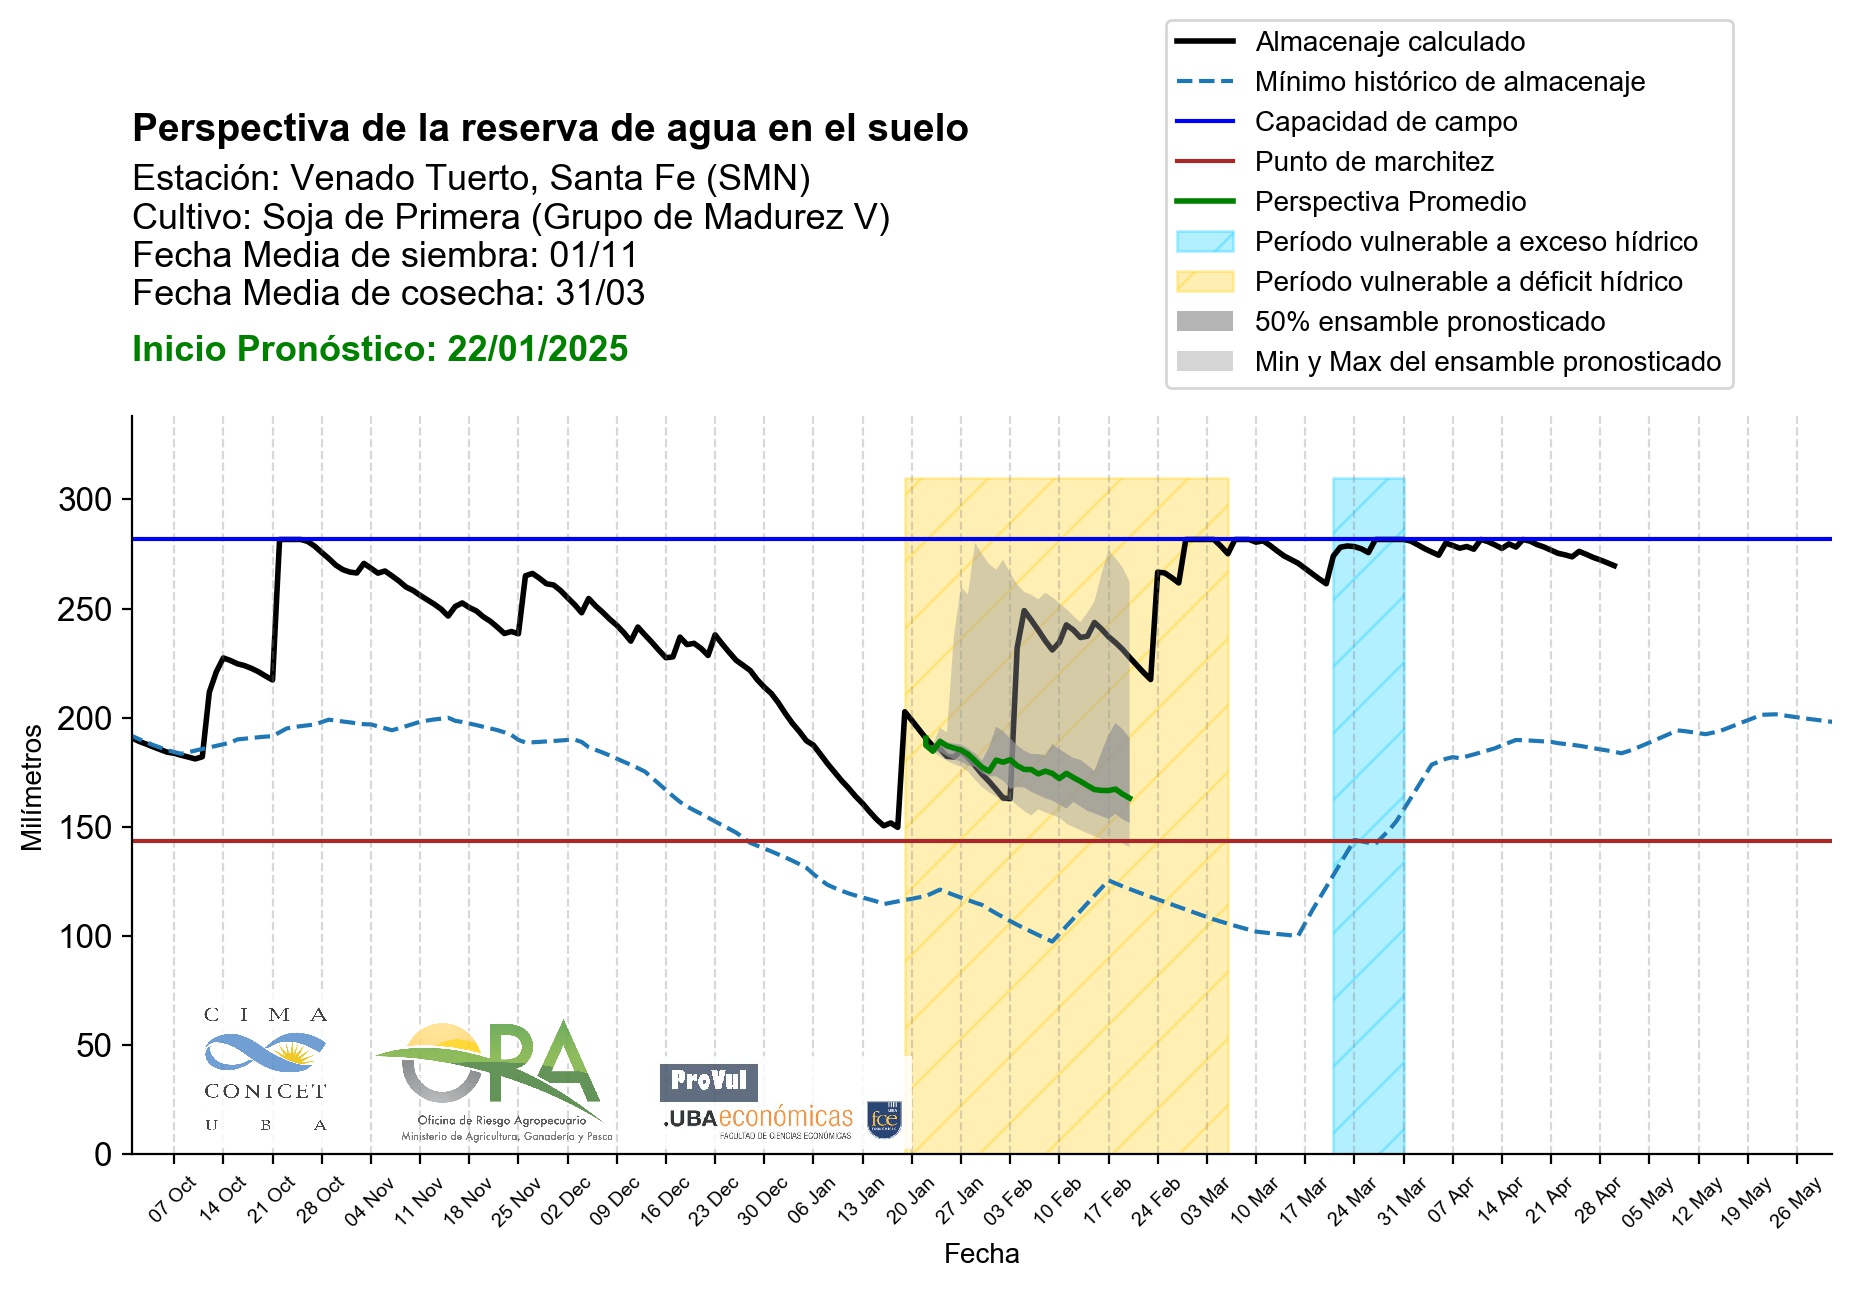 Almacenaje calculado
Mínimo histórico de almacenaje
Capacidad de campo
Punto de marchitez
Perspectiva Promedio
Período vulnerable a exceso hídrico
Período vulnerable a déficit hídrico
50% ensamble pronosticado
Min y Max del ensamble pronosticado
Perspectiva de la reserva de agua en el suelo
Estación: Venado Tuerto, Santa Fe (SMN)
Cultivo: Soja de Primera (Grupo de Madurez V)
Fecha Media de siembra: 01/11
Fecha Media de cosecha: 31/03
Inicio Pronóstico: 22/01/2025
Milímetros
300
250
200
150
100
50
0
CIMA
CONICET
UBA
ORA
Oficina de Riesgo Agropecuario
Ministerio de Agricultura, Ganadería y Pesca
ProVul
.UBAeconómicas
FACULTAD DE CIENCIAS ECONÓMICAS
UBA
fce
07 Oct
14 Oct
21 Oct
28 Oct
04 Nov
11 Nov
18 Nov
25 Nov
02 Dec
09 Dec
16 Dec
23 Dec
30 Dec
06 Jan
13 Jan
20 Jan
27 Jan
03 Feb
10 Feb
17 Feb
24 Feb
03 Mar
10 Mar
17 Mar
24 Mar
31 Mar
07 Apr
14 Apr
21 Apr
28 Apr
05 May
12 May
19 May
26 May
Fecha